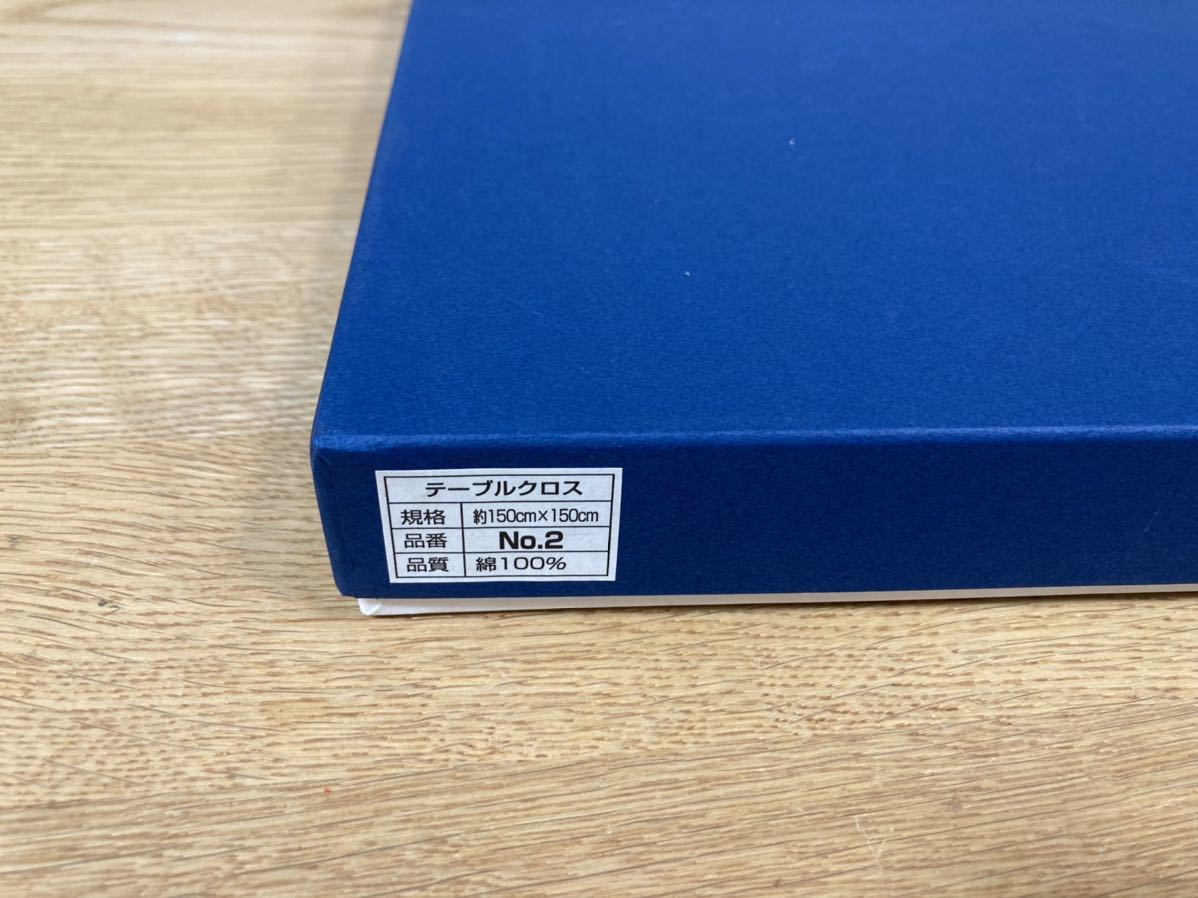 テーブルクロス
規格 約150cm×150cm
品番 No.2
品質 綿100%